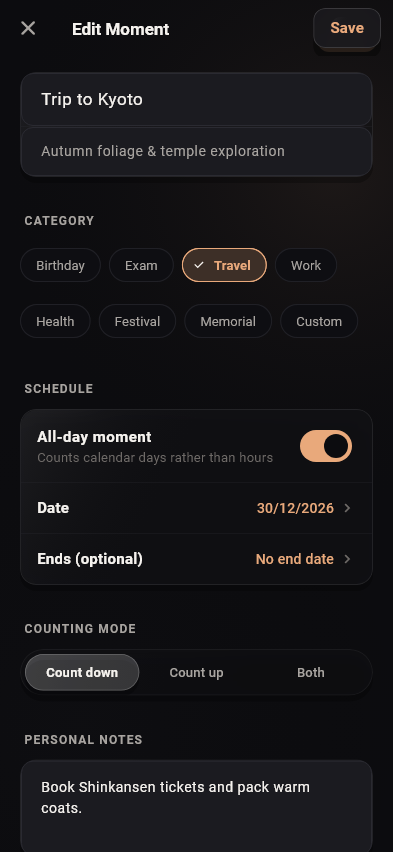 Edit Moment
Save
Trip to Kyoto
Autumn foliage & temple exploration
CATEGORY
Birthday
Exam
Travel
Work
Health
Festival
Memorial
Custom
SCHEDULE
All-day moment
Counts calendar days rather than hours
Date
30/12/2026
Ends (optional)
No end date
COUNTING MODE
Count down
Count up
Both
PERSONAL NOTES
Book Shinkansen tickets and pack warm
coats.